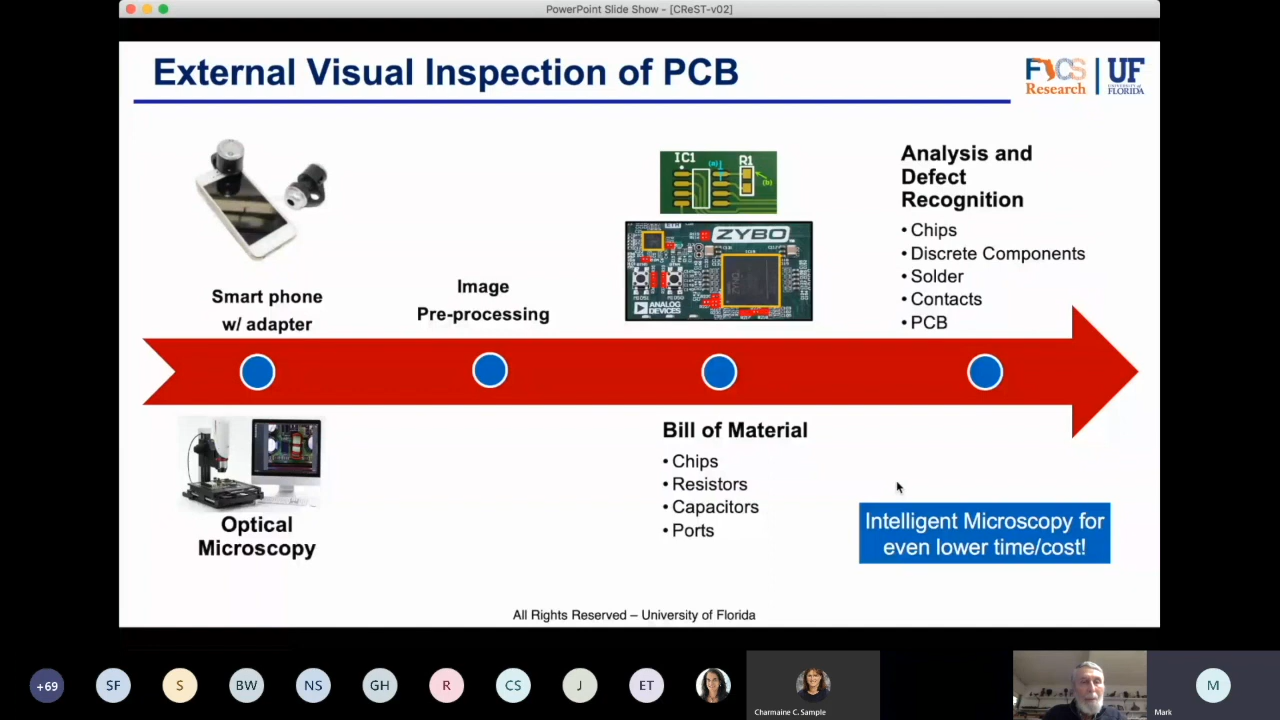 PowerPoint Slide Show - [CReST-v02]
External Visual Inspection of PCB
FICS
Research
UF
UNIVERSITY of
FLORIDA
Smart phone
w/ adapter
Image
Pre-processing
IC1
R1
(a)
(b)
ZYBO
ZYNQ
ANALOG
DEVICES
Analysis and
Defect
Recognition
• Chips
• Discrete Components
• Solder
• Contacts
• PCB
Optical
Microscopy
Bill of Material
• Chips
• Resistors
• Capacitors
• Ports
Intelligent Microscopy for
even lower time/cost!
All Rights Reserved – University of Florida
+69
SF
S
BW
NS
GH
R
CS
J
ET
Charmaine C. Sample
M
Mark